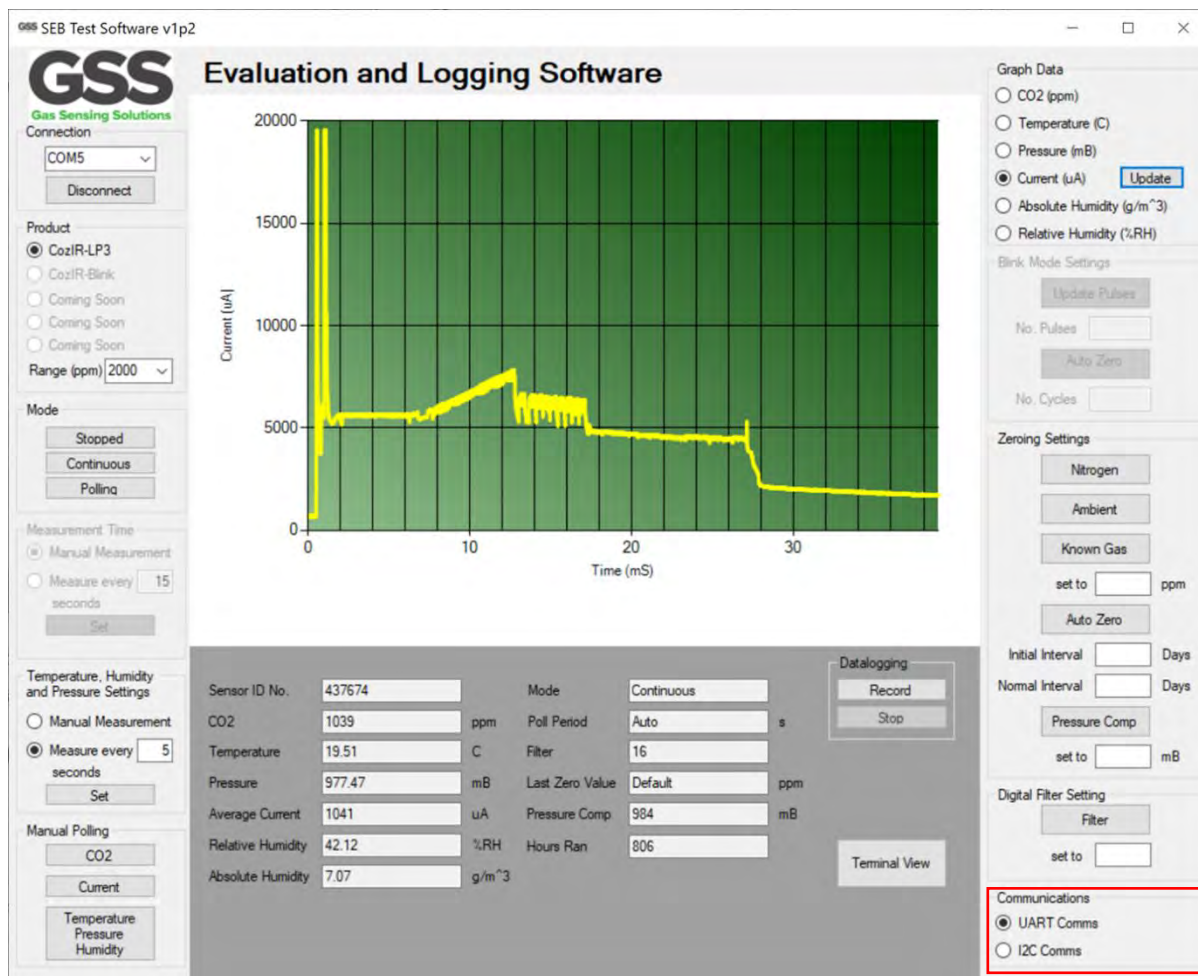 GSS SEB Test Software v1p2
GSS
Gas Sensing Solutions
Evaluation and Logging Software
Connection
COM5
Disconnect
Product
CozIR-LP3
CozIR-Blink
Coming Soon
Coming Soon
Coming Soon
Range (ppm) 2000
Mode
Stopped
Continuous
Polling
Measurement Time
Manual Measurement
Measure every 15
seconds
Set
Temperature, Humidity
and Pressure Settings
Manual Measurement
Measure every 5
seconds
Set
Manual Polling
CO2
Current
Temperature
Pressure
Humidity
20000
15000
10000
5000
0
Current (uA)
0 10 20 30
Time (mS)
Sensor ID No. 437674
CO2 1039 ppm
Temperature 19.51 C
Pressure 977.47 mB
Average Current 1041 uA
Relative Humidity 42.12 %RH
Absolute Humidity 7.07 g/m^3
Mode Continuous
Poll Period Auto s
Filter 16
Last Zero Value Default ppm
Pressure Comp 984 mB
Hours Ran 806
Datalogging
Record
Stop
Terminal View
Graph Data
CO2 (ppm)
Temperature (C)
Pressure (mB)
Current (uA) Update
Absolute Humidity (g/m^3)
Relative Humidity (%RH)
Blink Mode Settings
Update Pulses
No. Pulses
Auto Zero
No. Cycles
Zeroing Settings
Nitrogen
Ambient
Known Gas
set to ppm
Auto Zero
Initial Interval Days
Normal Interval Days
Pressure Comp
set to mB
Digital Filter Setting
Filter
set to
Communications
UART Comms
I2C Comms